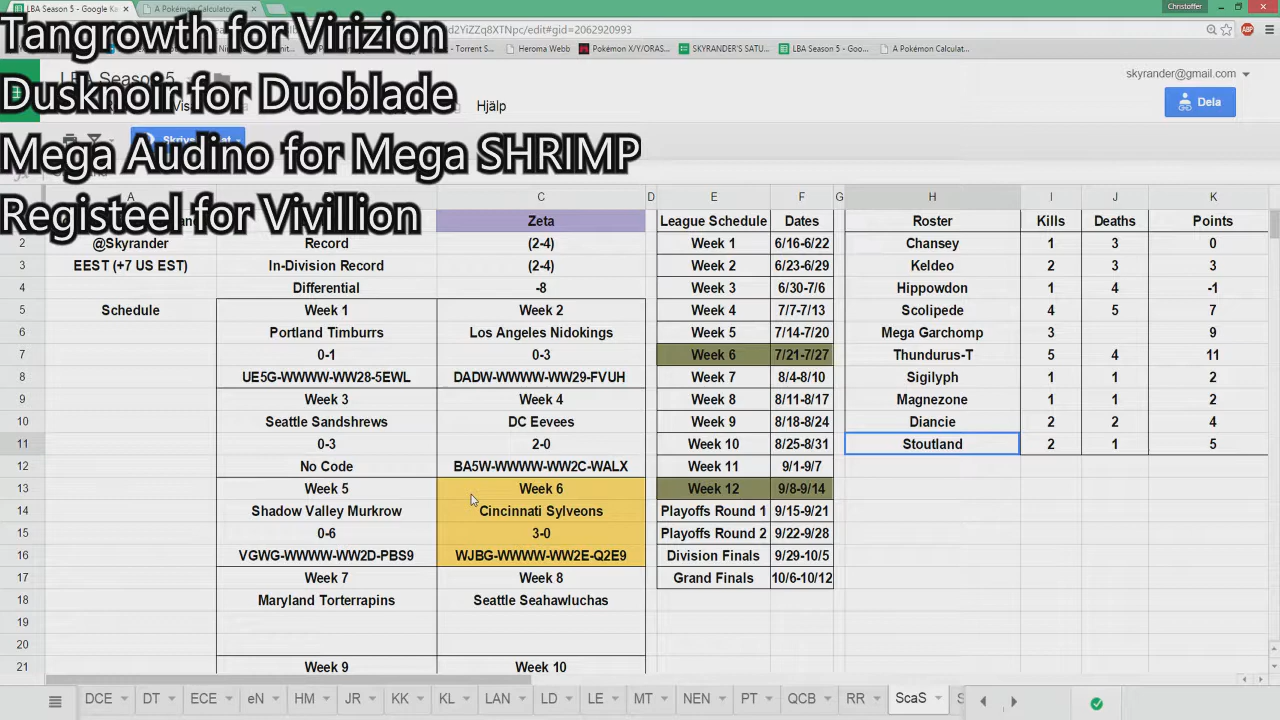 LBA Season 5 - Google Ka
A Pokémon Calculator
Christoffer
2dYiZZq8XTNpc/edit#gid=2062920993
Torrent S...
Heroma Webb
Pokémon X/Y/ORAS...
SKYRANDER'S SATU...
LBA Season 5 - Goo...
A Pokémon Calculat...
Tangrowth for Virizion
Dusknoir for Duoblade
Mega Audino for Mega SHRIMP
Registeel for Vivillion
LBA Season 5
skyrander@gmail.com
Hjälp
Dela
A C D E F G H I J K
Zeta League Schedule Dates Roster Kills Deaths Points
2 @Skyrander Record (2-4) Week 1 6/16-6/22 Chansey 1 3 0
3 EEST (+7 US EST) In-Division Record (2-4) Week 2 6/23-6/29 Keldeo 2 3 3
4 Differential -8 Week 3 6/30-7/6 Hippowdon 1 4 -1
5 Schedule Week 1 Week 2 Week 4 7/7-7/13 Scolipede 4 5 7
6 Portland Timburrs Los Angeles Nidokings Week 5 7/14-7/20 Mega Garchomp 3 9
7 0-1 0-3 Week 6 7/21-7/27 Thundurus-T 5 4 11
8 UE5G-WWWW-WW28-5EWL DADW-WWWW-WW29-FVUH Week 7 8/4-8/10 Sigilyph 1 1 2
9 Week 3 Week 4 Week 8 8/11-8/17 Magnezone 1 1 2
10 Seattle Sandshrews DC Eevees Week 9 8/18-8/24 Diancie 2 2 4
11 0-3 2-0 Week 10 8/25-8/31 Stoutland 2 1 5
12 No Code BA5W-WWWW-WW2C-WALX Week 11 9/1-9/7
13 Week 5 Week 6 Week 12 9/8-9/14
14 Shadow Valley Murkrow Cincinnati Sylveons Playoffs Round 1 9/15-9/21
15 0-6 3-0 Playoffs Round 2 9/22-9/28
16 VGWG-WWWW-WW2D-PBS9 WJBG-WWWW-WW2E-Q2E9 Division Finals 9/29-10/5
17 Week 7 Week 8 Grand Finals 10/6-10/12
18 Maryland Torterrapins Seattle Seahawluchas
19
20
21 Week 9 Week 10
DCE DT ECE eN HM JR KK KL LAN LD LE MT NEN PT QCB RR ScaS